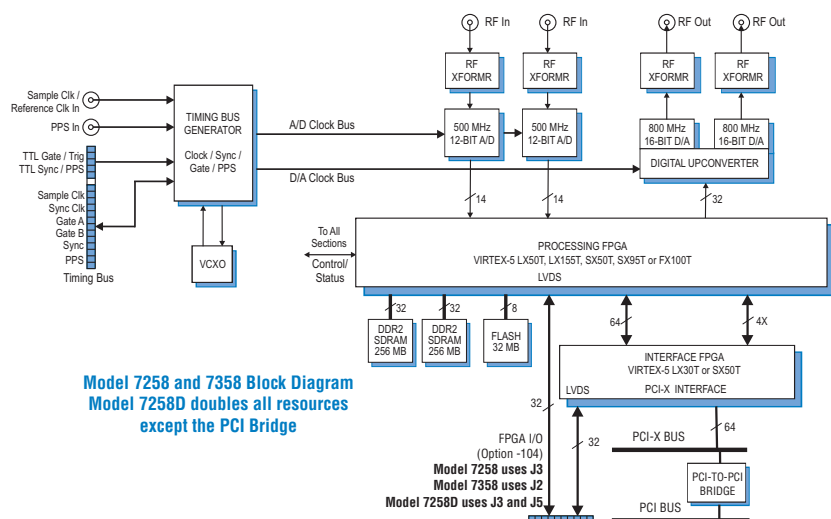 RF In
RF In
RF Out
RF Out
RF
XFORMR
RF
XFORMR
RF
XFORMR
RF
XFORMR
Sample Clk /
Reference Clk In
PPS In
TTL Gate / Trig
TTL Sync / PPS
Sample Clk
Sync Clk
Gate A
Gate B
Sync
PPS
Timing Bus
TIMING BUS
GENERATOR
Clock / Sync /
Gate / PPS
VCXO
A/D Clock Bus
D/A Clock Bus
500 MHz
12-BIT A/D
500 MHz
12-BIT A/D
800 MHz
16-BIT D/A
800 MHz
16-BIT D/A
DIGITAL UPCONVERTER
14
14
32
To All
Sections
Control/
Status
PROCESSING FPGA
VIRTEX-5 LX50T, LX155T, SX50T, SX95T or FX100T
LVDS
32
32
8
64
4X
DDR2
SDRAM
256 MB
DDR2
SDRAM
256 MB
FLASH
32 MB
INTERFACE FPGA
VIRTEX-5 LX30T or SX50T
LVDS
PCI-X INTERFACE
Model 7258 and 7358 Block Diagram
Model 7258D doubles all resources
except the PCI Bridge
32
32
64
FPGA I/O
(Option -104)
Model 7258 uses J3
Model 7358 uses J2
Model 7258D uses J3 and J5
PCI-X BUS
PCI-TO-PCI
BRIDGE
PCI BUS